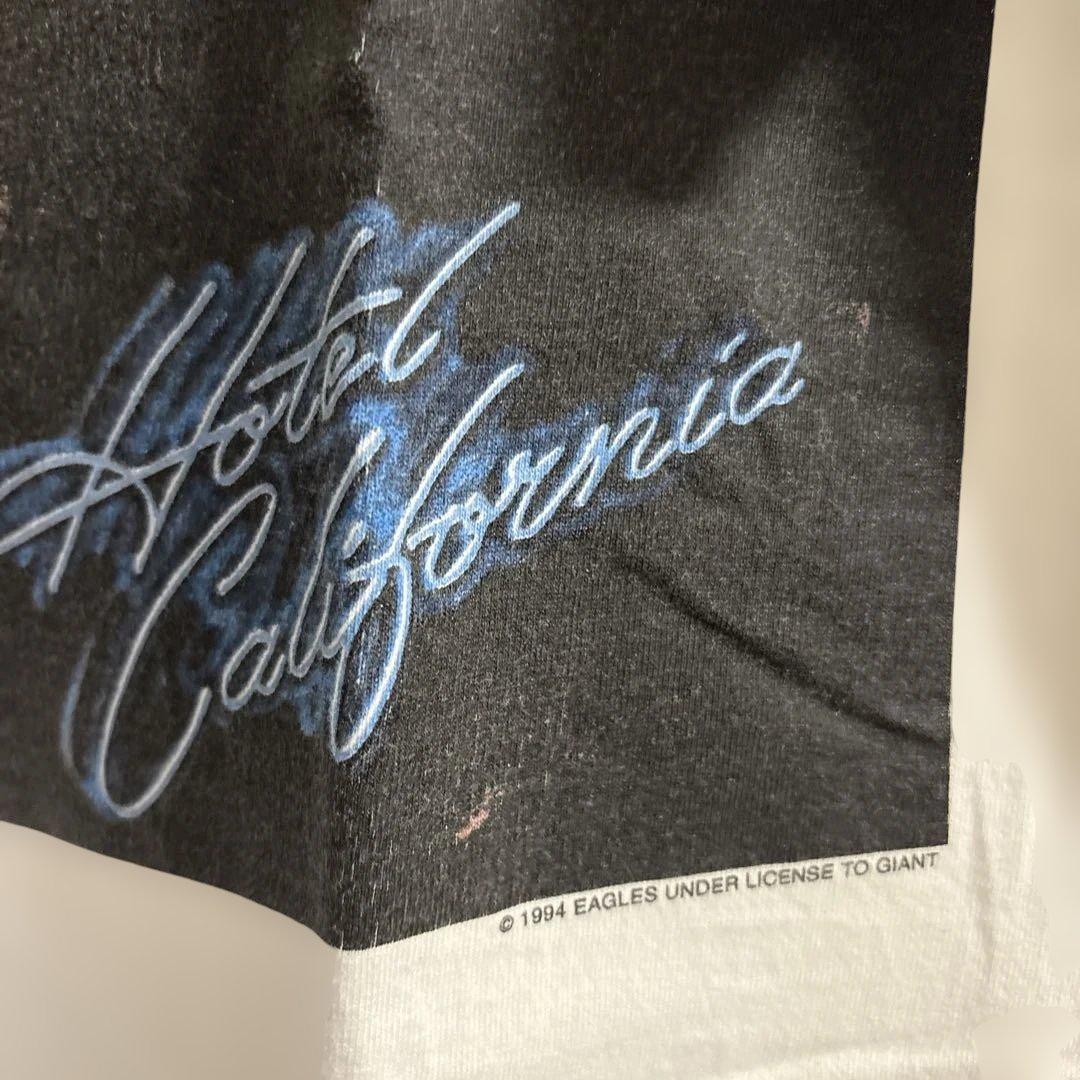 Hotel
California
© 1994 EAGLES UNDER LICENSE TO GIANT